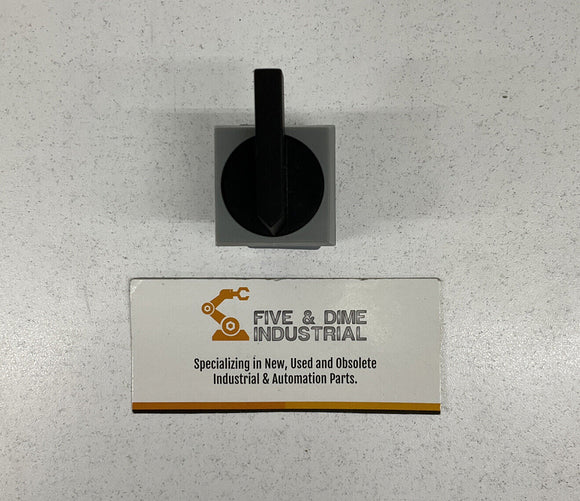 FIVE & DIME
INDUSTRIAL
Specializing in New, Used and Obsolete
Industrial & Automation Parts.